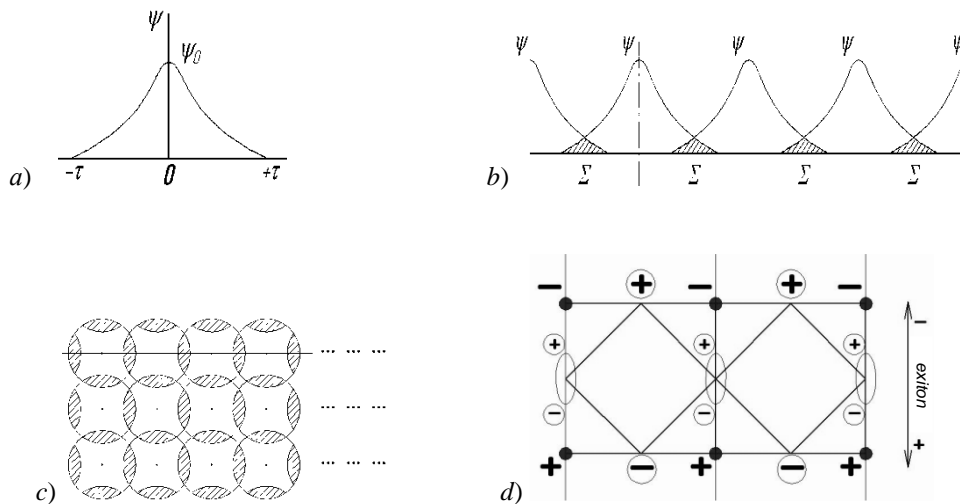 ψ
ψ₀
−τ 0 +τ
a)
ψ ψ ψ ψ ψ
Σ Σ Σ Σ
b)
... ... ...
... ... ...
... ... ...
c)
− + − + −
+ + +
− − −
+ − + − +
− exiton +
d)